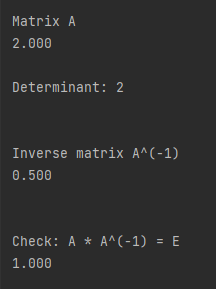 Matrix A
2.000
Determinant: 2
Inverse matrix A^(-1)
0.500
Check: A * A^(-1) = E
1.000